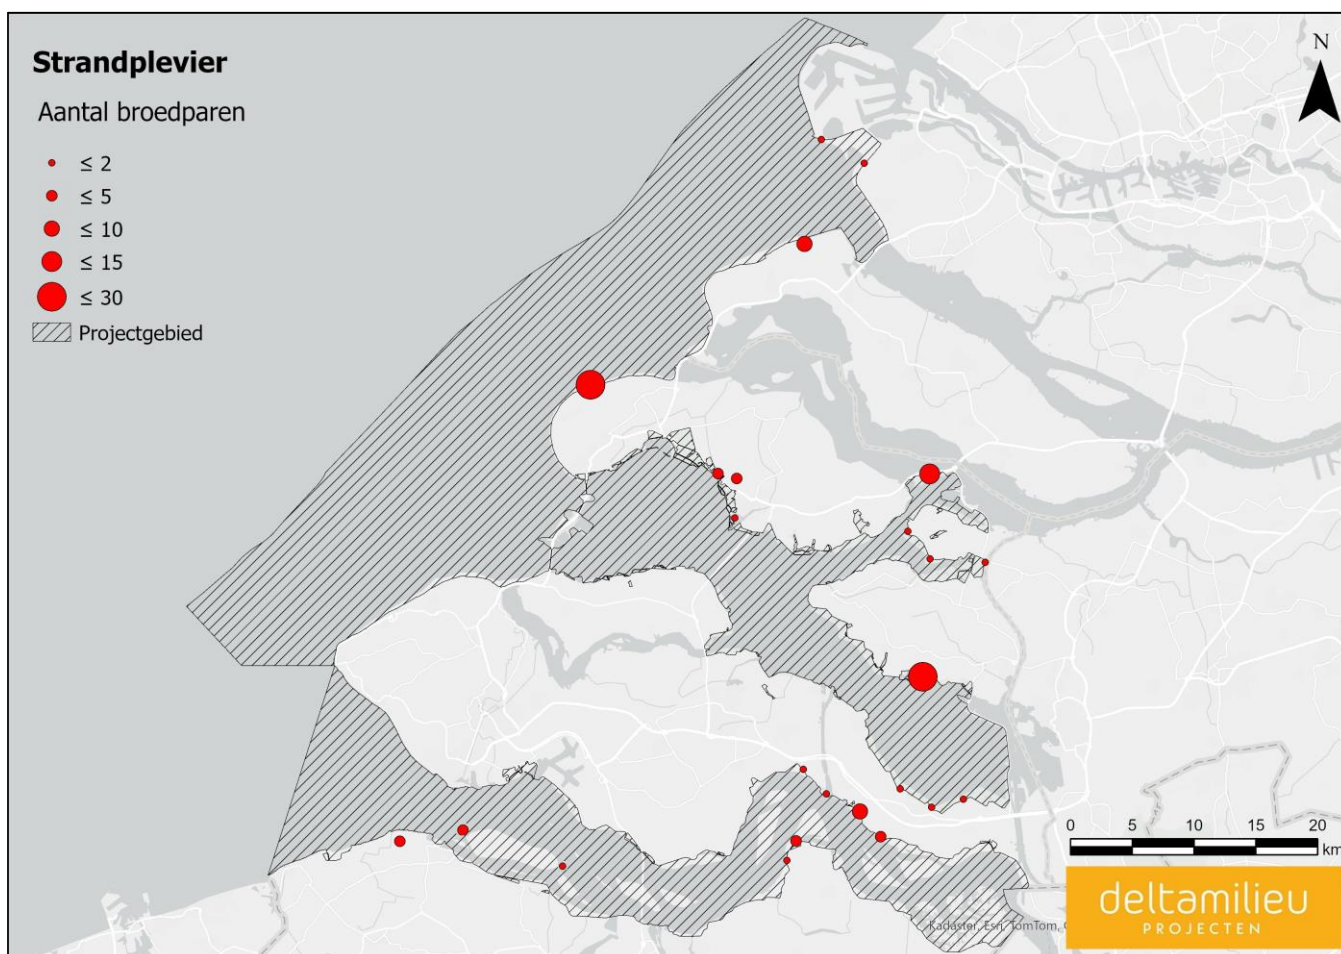 Strandplevier
Aantal broedparen
≤ 2
≤ 5
≤ 10
≤ 15
≤ 30
Projectgebied
N
0 5 10 15 20
km
deltamilieu
PROJECTEN
Kadaster, Esri, TomTom,